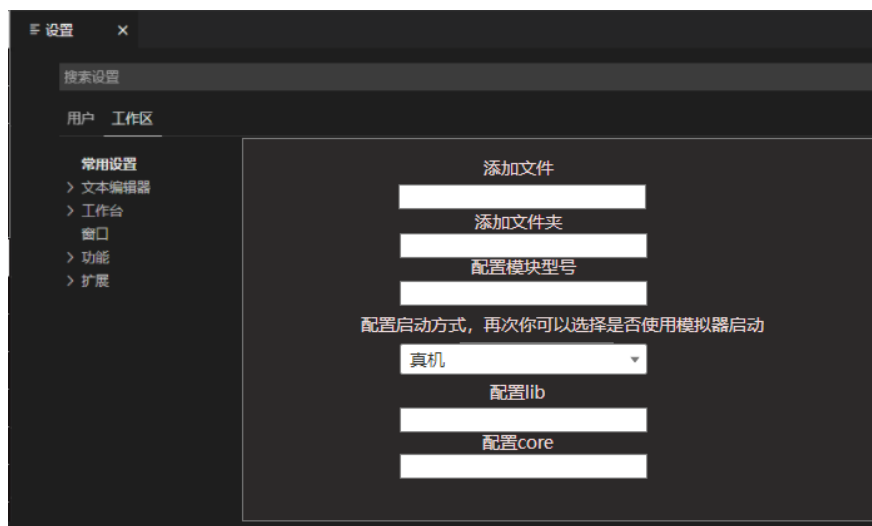 设置
搜索设置
用户 工作区
常用设置
文本编辑器
工作台
窗口
功能
扩展
添加文件
添加文件夹
配置模块型号
配置启动方式，再次你可以选择是否使用模拟器启动
真机
配置lib
配置core